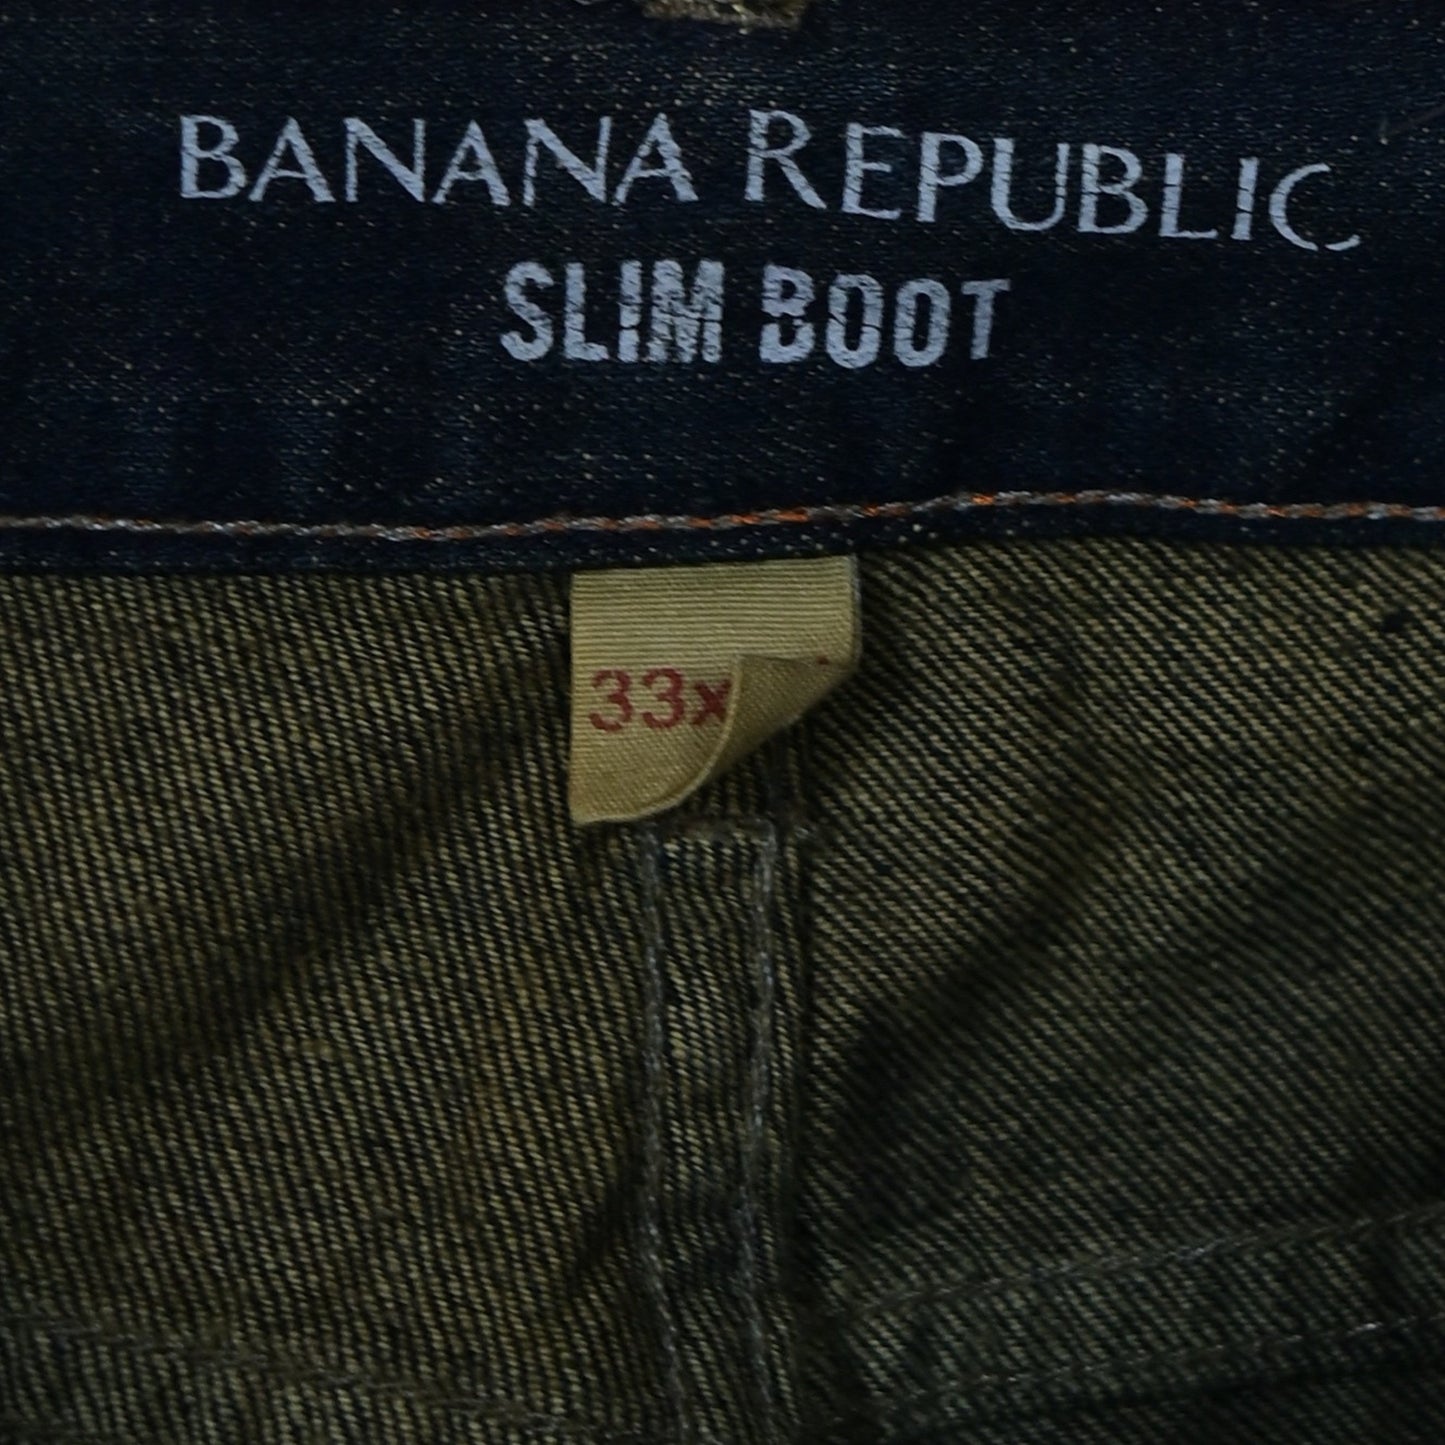 BANANA REPUBLIC
SLIM BOOT
33x